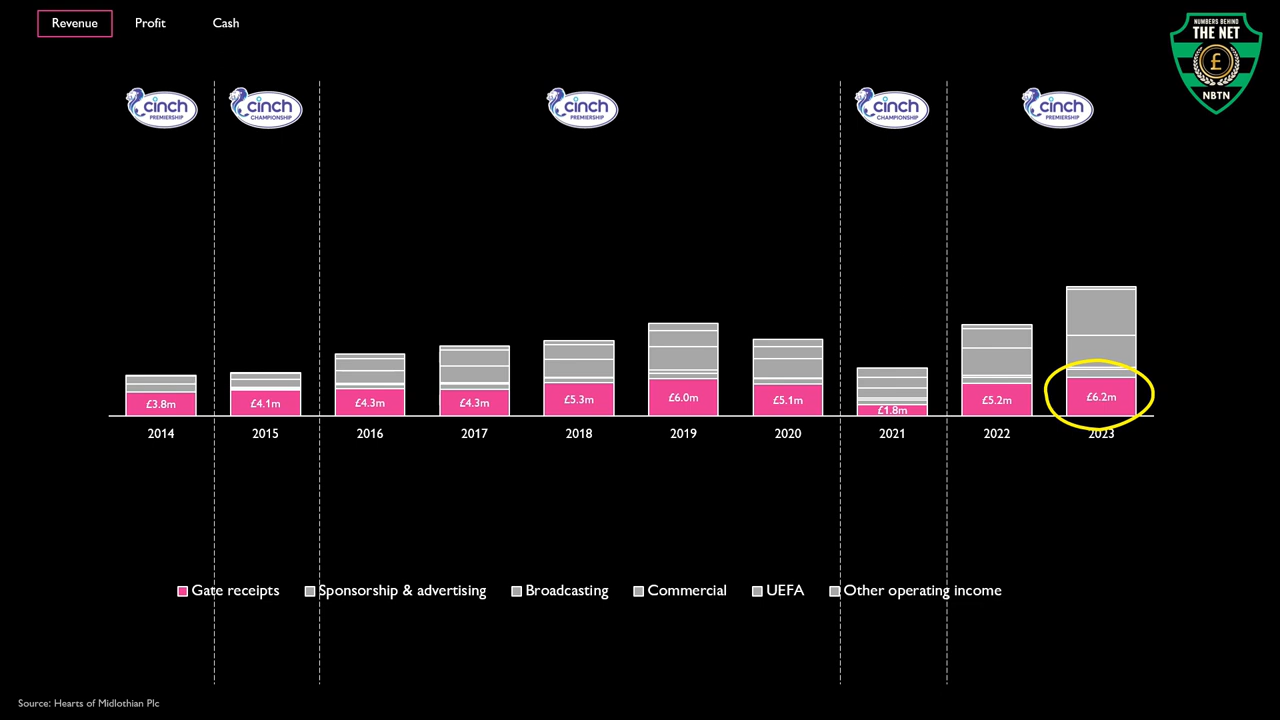 Revenue Profit Cash
NUMBERS BEHIND
THE NET
£
NBTN
cinch cinch cinch cinch cinch
PREMIERSHIP CHAMPIONSHIP PREMIERSHIP CHAMPIONSHIP PREMIERSHIP
£3.8m £4.1m £4.3m £4.3m £5.3m £6.0m £5.1m £1.8m £5.2m £6.2m
2014 2015 2016 2017 2018 2019 2020 2021 2022 2023
Gate receipts Sponsorship & advertising Broadcasting Commercial UEFA Other operating income
Source: Hearts of Midlothian Plc